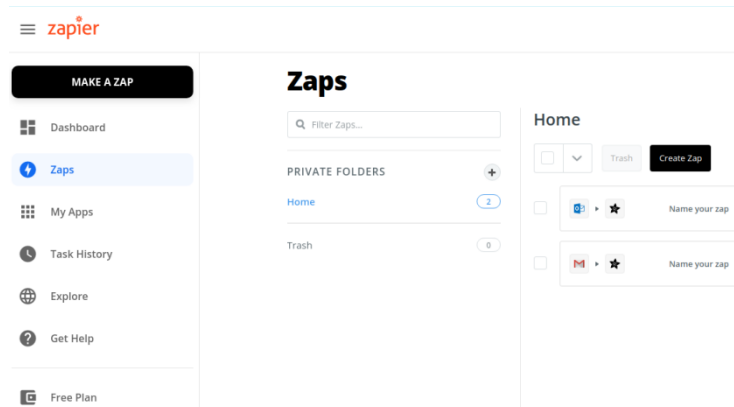 zapier
MAKE A ZAP
Dashboard
Zaps
My Apps
Task History
Explore
Get Help
Free Plan
Zaps
Filter Zaps...
PRIVATE FOLDERS
Home 2
Trash 0
Home
Trash Create Zap
Name your zap
Name your zap